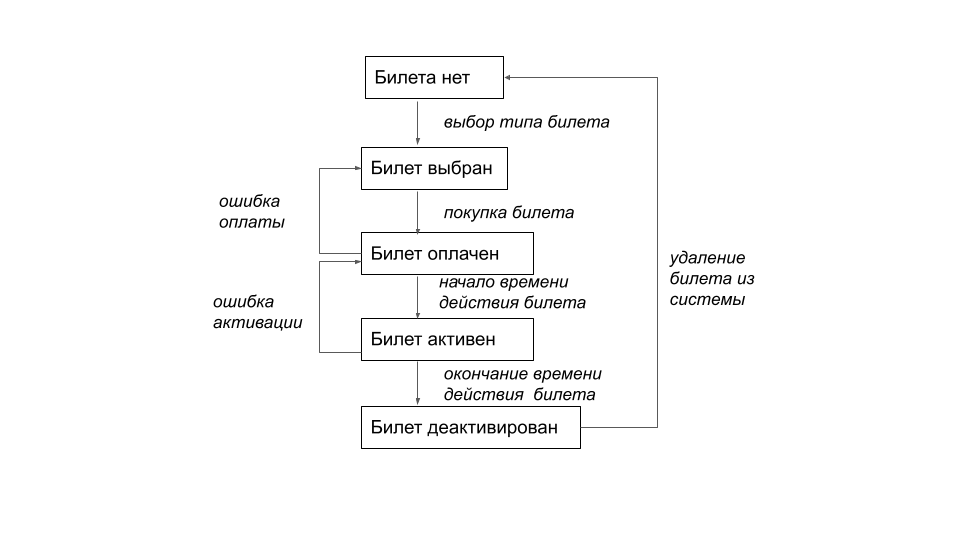 Билета нет
выбор типа билета
Билет выбран
ошибка
оплаты
покупка билета
Билет оплачен
начало времени
действия билета
ошибка
активации
удаление
билета из
системы
Билет активен
окончание времени
действия билета
Билет деактивирован